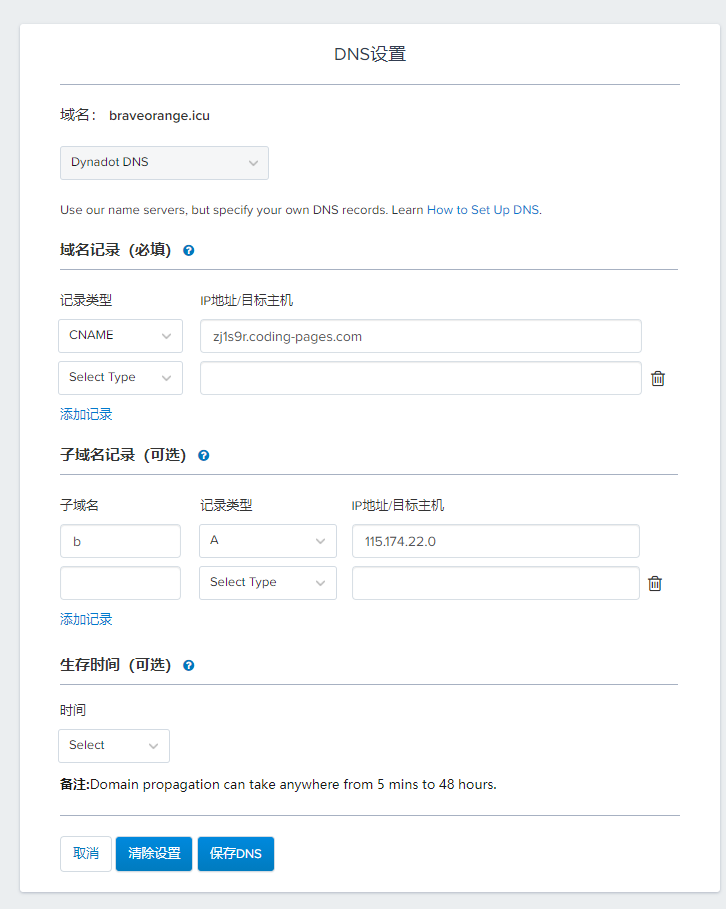 DNS设置
域名： braveorange.icu
Dynadot DNS
Use our name servers, but specify your own DNS records. Learn How to Set Up DNS.
域名记录（必填） ?
记录类型 IP地址/目标主机
CNAME zj1s9r.coding-pages.com
Select Type
添加记录
子域名记录（可选） ?
子域名 记录类型 IP地址/目标主机
b A 115.174.22.0
Select Type
添加记录
生存时间（可选） ?
时间
Select
备注:Domain propagation can take anywhere from 5 mins to 48 hours.
取消 清除设置 保存DNS